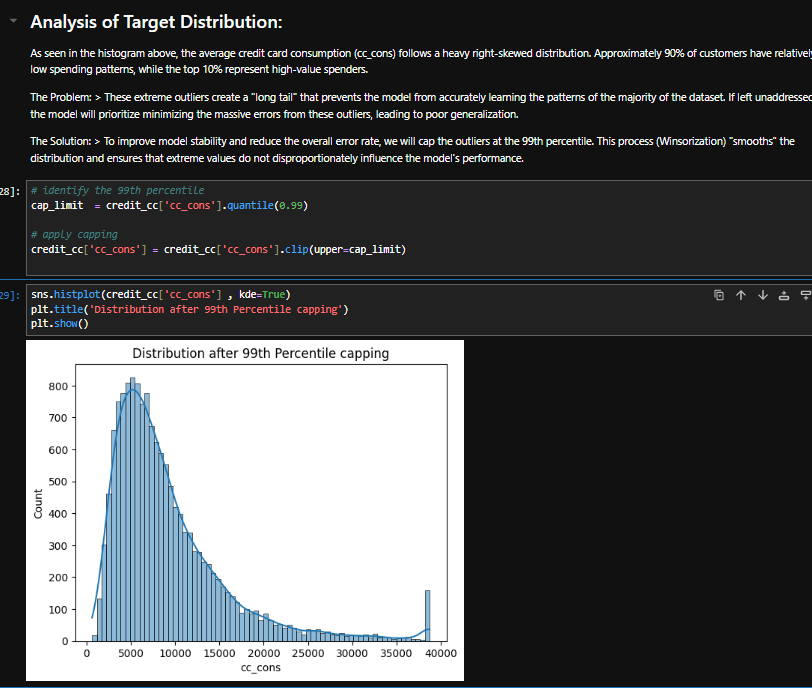 Analysis of Target Distribution:
As seen in the histogram above, the average credit card consumption (cc_cons) follows a heavy right-skewed distribution. Approximately 90% of customers have relatively
low spending patterns, while the top 10% represent high-value spenders.
The Problem: > These extreme outliers create a "long tail" that prevents the model from accurately learning the patterns of the majority of the dataset. If left unaddressed
the model will prioritize minimizing the massive errors from these outliers, leading to poor generalization.
The Solution: > To improve model stability and reduce the overall error rate, we will cap the outliers at the 99th percentile. This process (Winsorization) "smooths" the
distribution and ensures that extreme values do not disproportionately influence the model's performance.
28]:
# identify the 99th percentile
cap_limit  = credit_cc['cc_cons'].quantile(0.99)
# apply capping
credit_cc['cc_cons'] = credit_cc['cc_cons'].clip(upper=cap_limit)
29]:
sns.histplot(credit_cc['cc_cons'] , kde=True)
plt.title('Distribution after 99th Percentile capping')
plt.show()
Distribution after 99th Percentile capping
800
700
600
500
400
300
200
100
0
Count
0 5000 10000 15000 20000 25000 30000 35000 40000
cc_cons